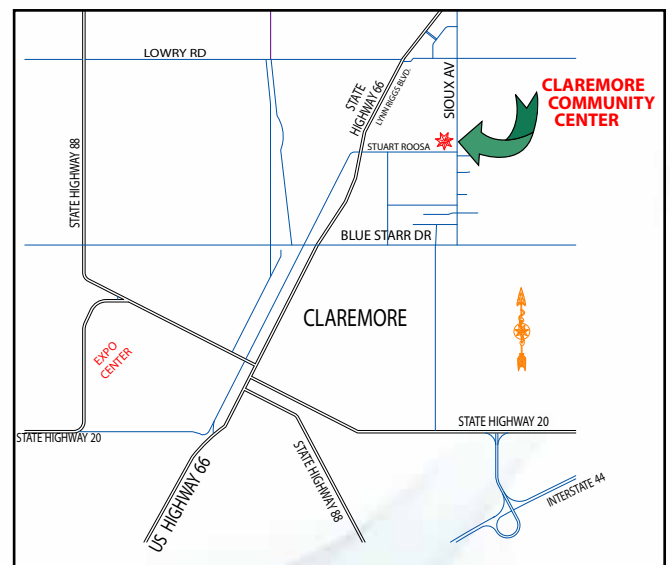 LOWRY RD
STATE
HIGHWAY 66
LYNN RIGGS BLVD.
SIOUX AV
CLAREMORE
COMMUNITY
CENTER
STATE HIGHWAY 88
STUART ROOSA
BLUE STARR DR
CLAREMORE
EXPO
CENTER
STATE HIGHWAY 20
STATE HIGHWAY 20
US HIGHWAY 66
STATE HIGHWAY 88
INTERSTATE 44